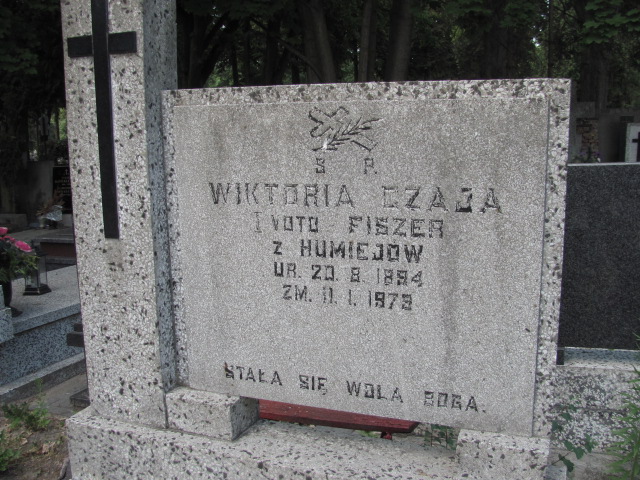 Ś. P.
WIKTORIA CZAJA
I VOTO FISZER
Z HUMIEJÓW
UR. 20. 8. 1894
ZM. 11. 1. 1979
STAŁA SIĘ WOLA BOGA.